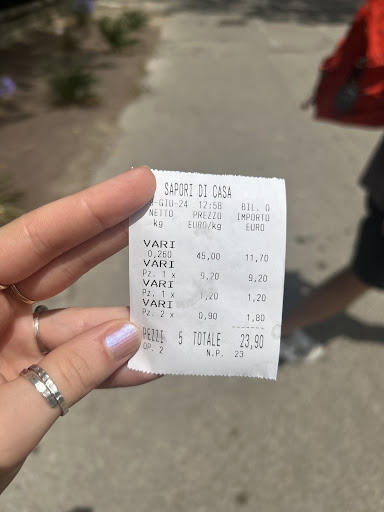 SAPORI DI CASA
-GIU-24 12:58 BIL. 0
NETTO PREZZO IMPORTO
kg EURO/kg EURO
VARI
0,260 45,00 11,70
VARI
Pz. 1 x 9,20 9,20
VARI
Pz. 1 x 1,20 1,20
VARI
Pz. 2 x 0,90 1,80
PEZZI 5 TOTALE 23,90
OP. 2 N.P. 23